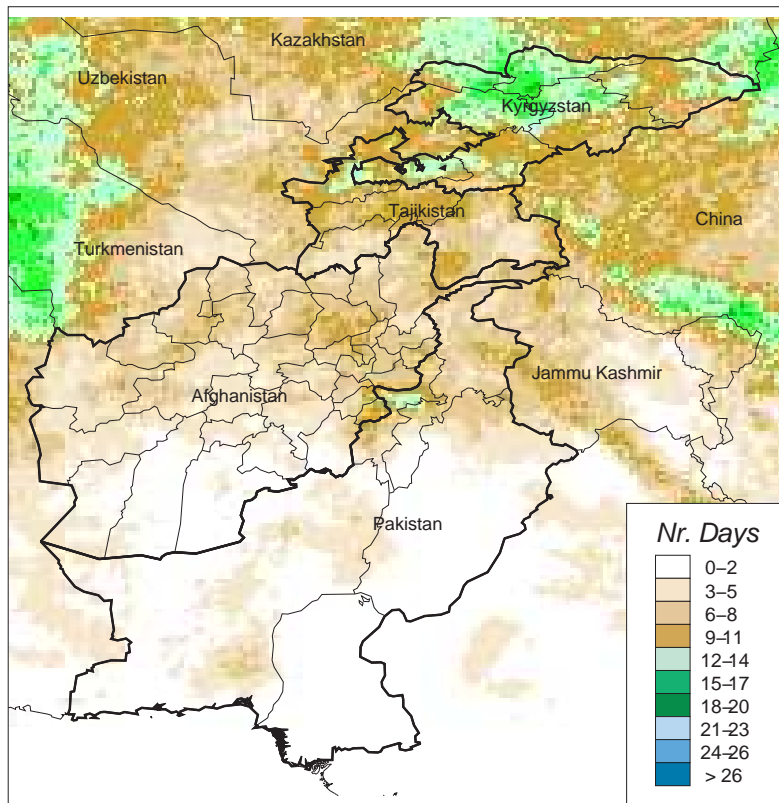 Kazakhstan
Uzbekistan
Kyrgyzstan
Tajikistan
China
Turkmenistan
Jammu Kashmir
Afghanistan
Pakistan
Nr. Days
0–2
3–5
6–8
9–11
12–14
15–17
18–20
21–23
24–26
> 26